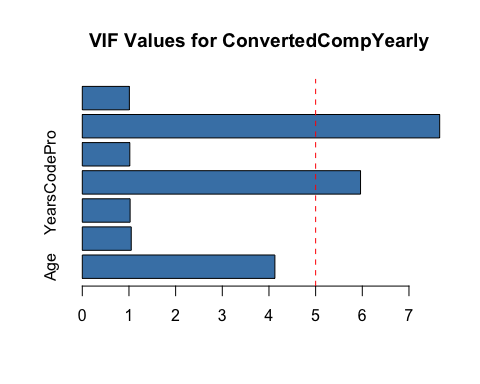 VIF Values for ConvertedCompYearly
YearsCodePro
Age
0 1 2 3 4 5 6 7